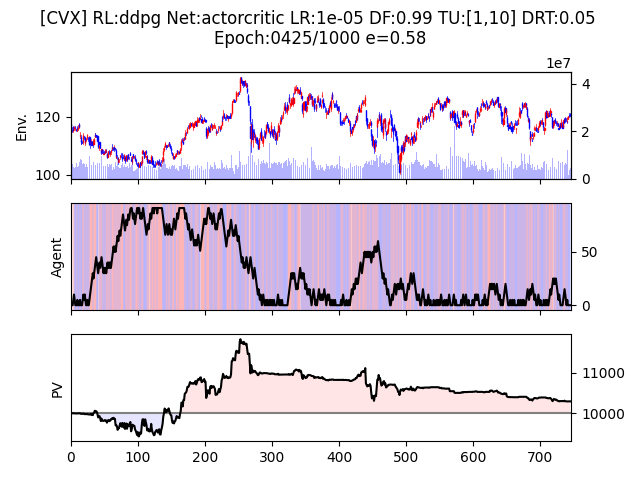 [CVX] RL:ddpg Net:actorcritic LR:1e-05 DF:0.99 TU:[1,10] DRT:0.05
Epoch:0425/1000 e=0.58
1e7
Env.
120
100
4
2
0
Agent
50
0
PV
11000
10000
0 100 200 300 400 500 600 700